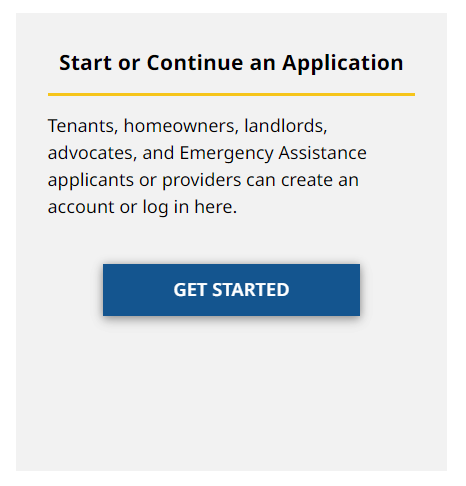 Start or Continue an Application
Tenants, homeowners, landlords,
advocates, and Emergency Assistance
applicants or providers can create an
account or log in here.
GET STARTED